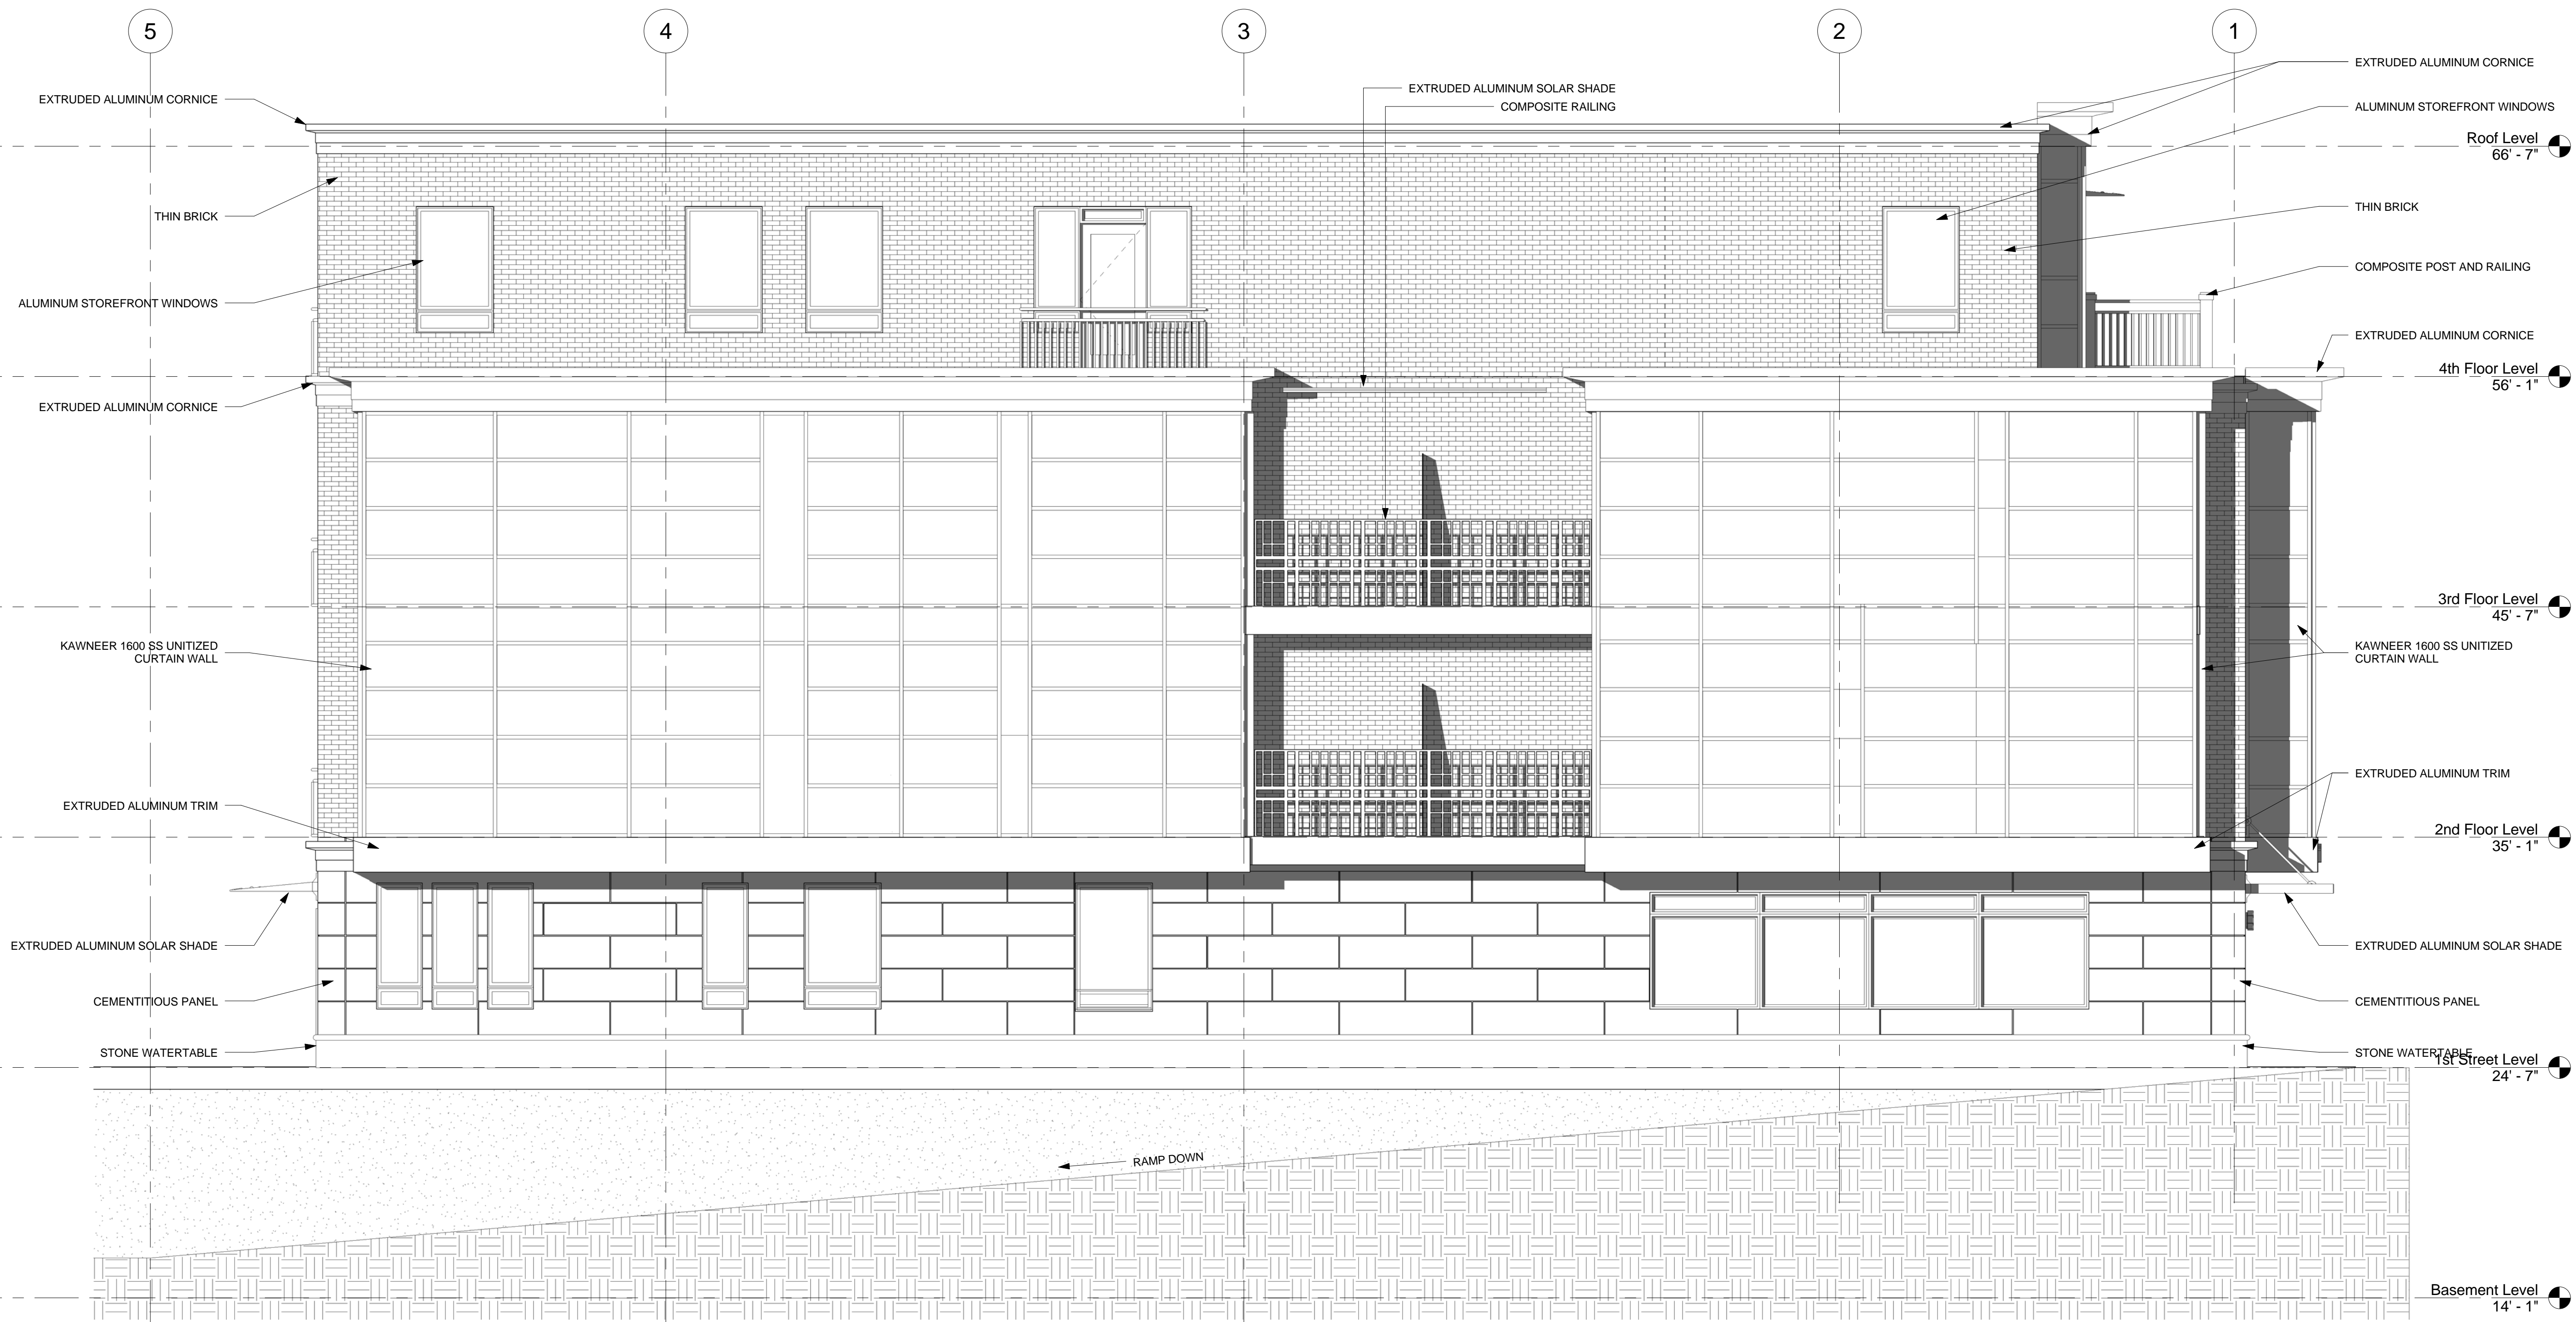 5
4
3
2
1
EXTRUDED ALUMINUM CORNICE
EXTRUDED ALUMINUM SOLAR SHADE
COMPOSITE RAILING
EXTRUDED ALUMINUM CORNICE
ALUMINUM STOREFRONT WINDOWS
Roof Level
66' - 7"
THIN BRICK
THIN BRICK
COMPOSITE POST AND RAILING
ALUMINUM STOREFRONT WINDOWS
EXTRUDED ALUMINUM CORNICE
4th Floor Level
56' - 1"
EXTRUDED ALUMINUM CORNICE
3rd Floor Level
45' - 7"
KAWNEER 1600 SS UNITIZED
CURTAIN WALL
KAWNEER 1600 SS UNITIZED
CURTAIN WALL
EXTRUDED ALUMINUM TRIM
EXTRUDED ALUMINUM TRIM
2nd Floor Level
35' - 1"
EXTRUDED ALUMINUM SOLAR SHADE
EXTRUDED ALUMINUM SOLAR SHADE
CEMENTITIOUS PANEL
CEMENTITIOUS PANEL
STONE WATERTABLE
STONE WATERTABLE
1st Street Level
24' - 7"
RAMP DOWN
Basement Level
14' - 1"